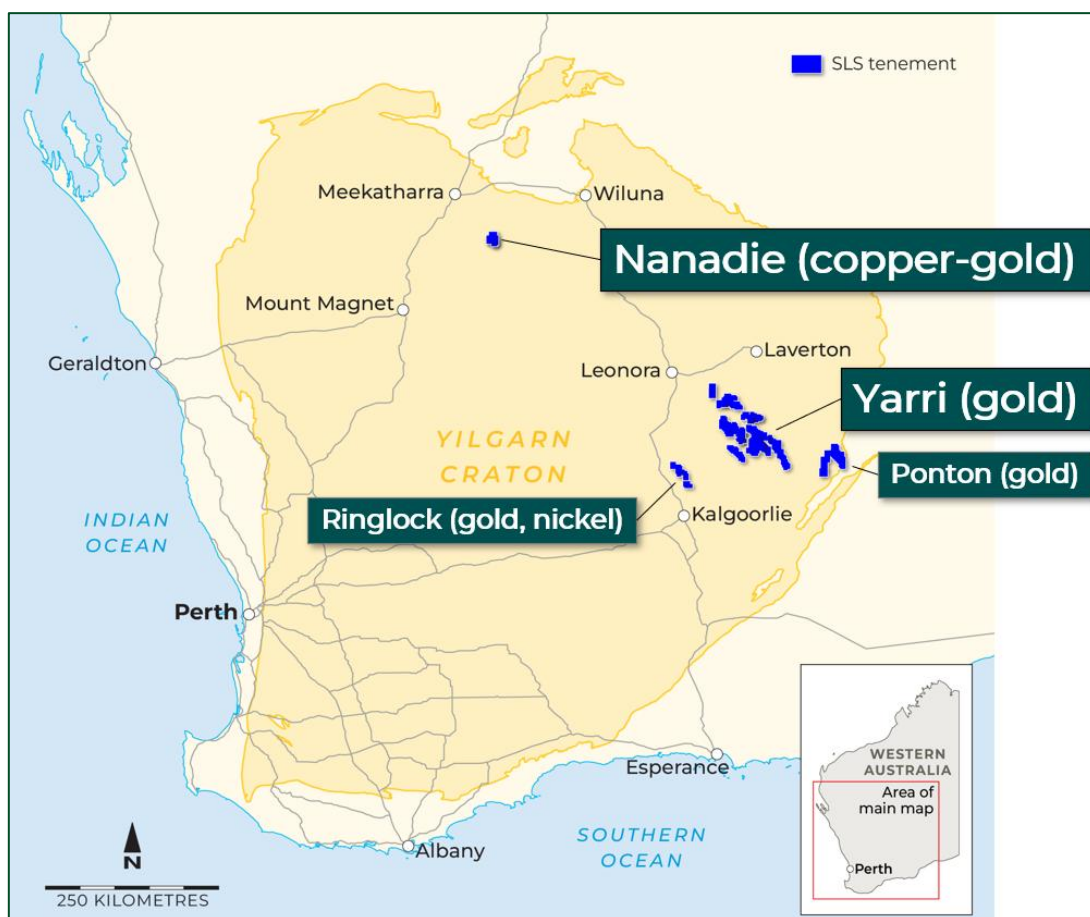 SLS tenement
Meekatharra
Wiluna
Nanadie (copper-gold)
Mount Magnet
Geraldton
Laverton
Leonora
Yarri (gold)
YILGARN
CRATON
Ponton (gold)
Ringlock (gold, nickel)
Kalgoorlie
INDIAN
OCEAN
Perth
Esperance
WESTERN
AUSTRALIA
Area of
main map
Perth
SOUTHERN
OCEAN
Albany
N
250 KILOMETRES